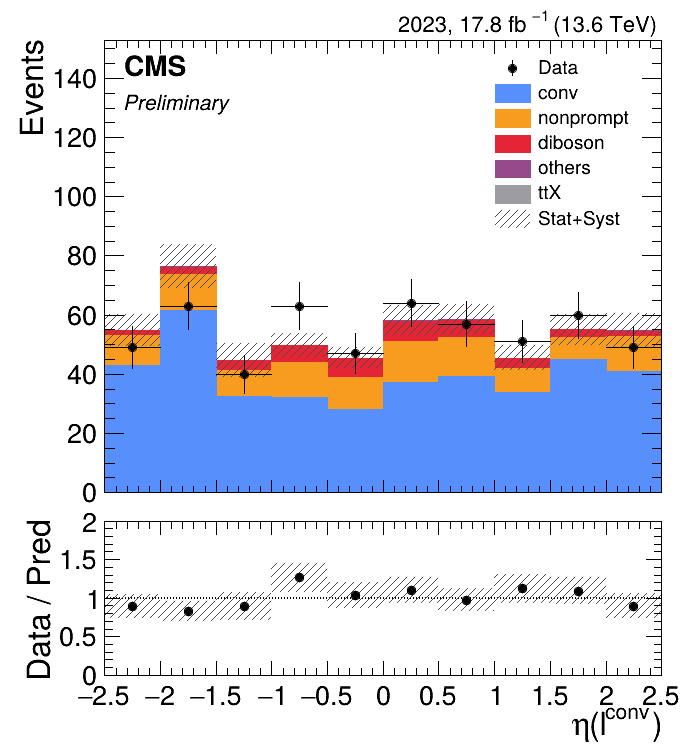 2023, 17.8 fb⁻¹ (13.6 TeV)
CMS
Preliminary
Events
140
120
100
80
60
40
20
0
Data
conv
nonprompt
diboson
others
ttX
Stat+Syst
Data / Pred
2
1.5
1
0.5
0
−2.5 −2 −1.5 −1 −0.5 0 0.5 1 1.5 2 2.5
η(l^conv)